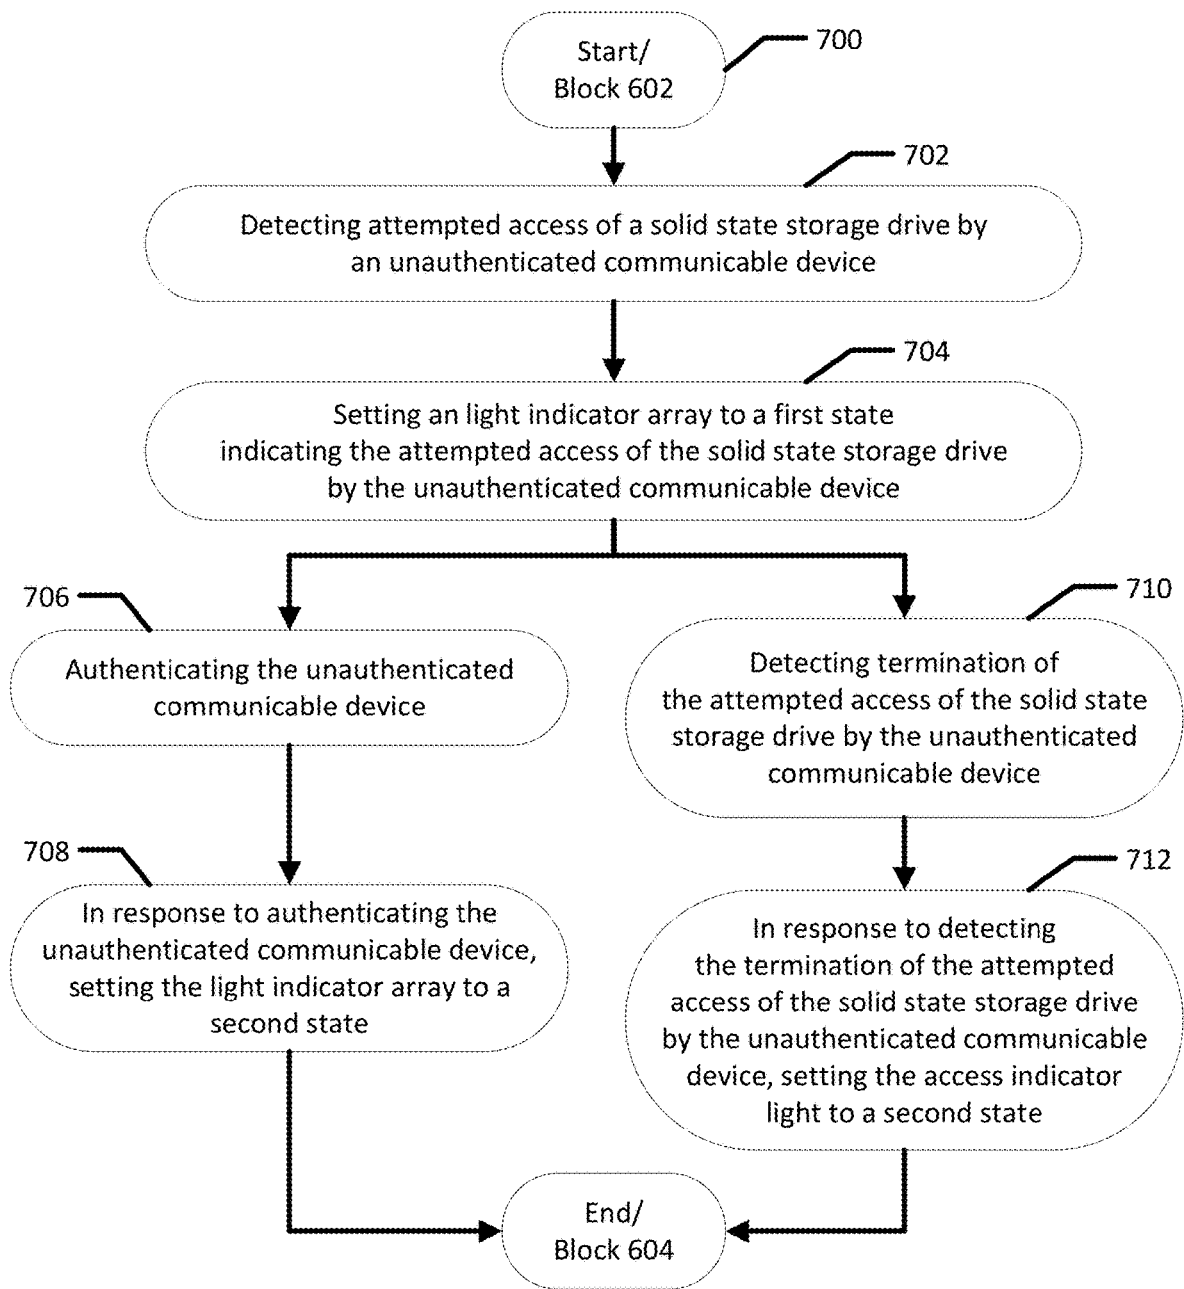 Start/
Block 602
700
702
Detecting attempted access of a solid state storage drive by
an unauthenticated communicable device
704
Setting an light indicator array to a first state
indicating the attempted access of the solid state storage drive
by the unauthenticated communicable device
706
Authenticating the unauthenticated
communicable device
708
In response to authenticating the
unauthenticated communicable device,
setting the light indicator array to a
second state
710
Detecting termination of
the attempted access of the solid state
storage drive by the unauthenticated
communicable device
712
In response to detecting
the termination of the attempted
access of the solid state storage drive
by the unauthenticated communicable
device, setting the access indicator
light to a second state
End/
Block 604